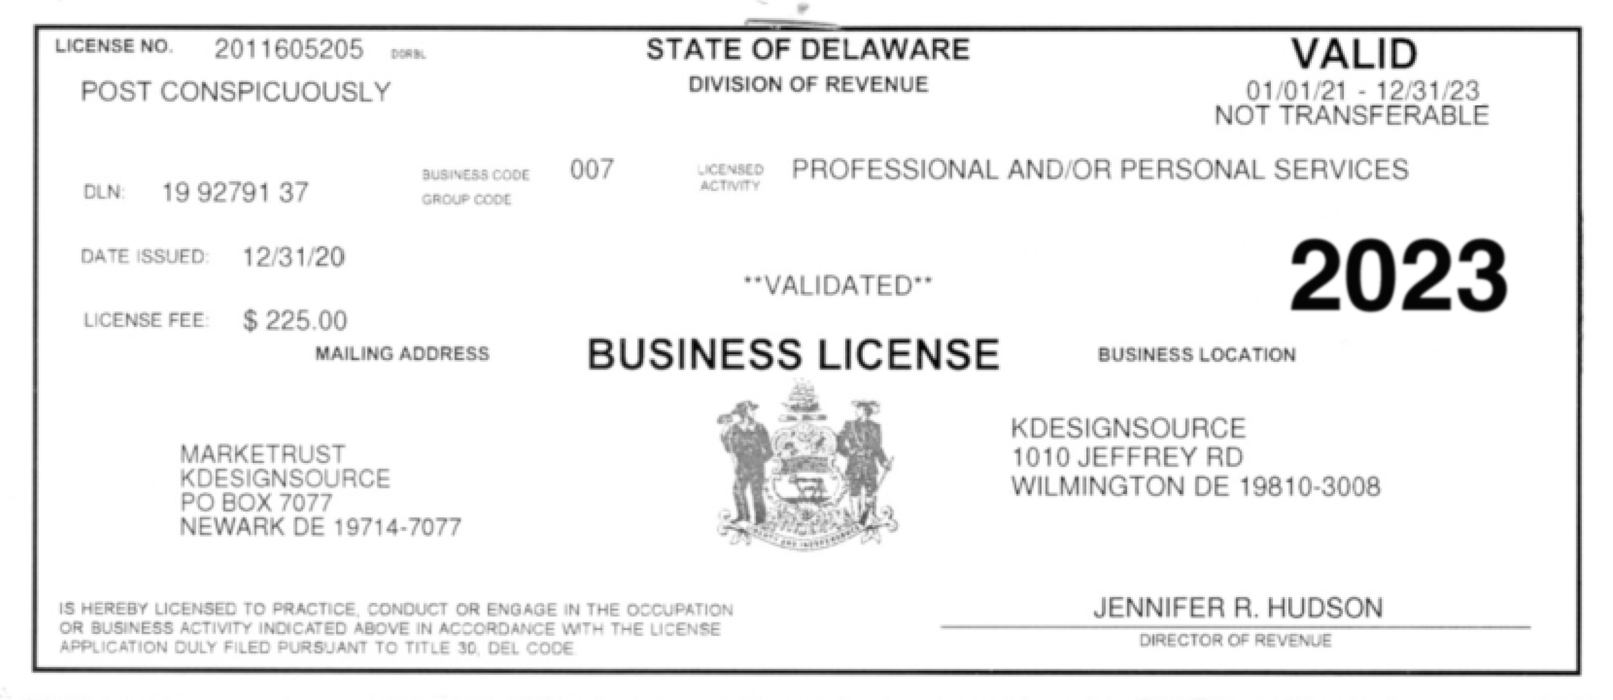 LICENSE NO. 2011605205 DORBL
POST CONSPICUOUSLY
STATE OF DELAWARE
DIVISION OF REVENUE
VALID
01/01/21 - 12/31/23
NOT TRANSFERABLE
DLN: 19 92791 37
BUSINESS CODE 007
GROUP CODE
LICENSED
ACTIVITY
PROFESSIONAL AND/OR PERSONAL SERVICES
DATE ISSUED: 12/31/20
**VALIDATED**
2023
LICENSE FEE: $ 225.00
MAILING ADDRESS
BUSINESS LICENSE
BUSINESS LOCATION
MARKETRUST
KDESIGNSOURCE
PO BOX 7077
NEWARK DE 19714-7077
KDESIGNSOURCE
1010 JEFFREY RD
WILMINGTON DE 19810-3008
AND INDEPENDENCE
IS HEREBY LICENSED TO PRACTICE, CONDUCT OR ENGAGE IN THE OCCUPATION
OR BUSINESS ACTIVITY INDICATED ABOVE IN ACCORDANCE WITH THE LICENSE
APPLICATION DULY FILED PURSUANT TO TITLE 30, DEL CODE
JENNIFER R. HUDSON
DIRECTOR OF REVENUE